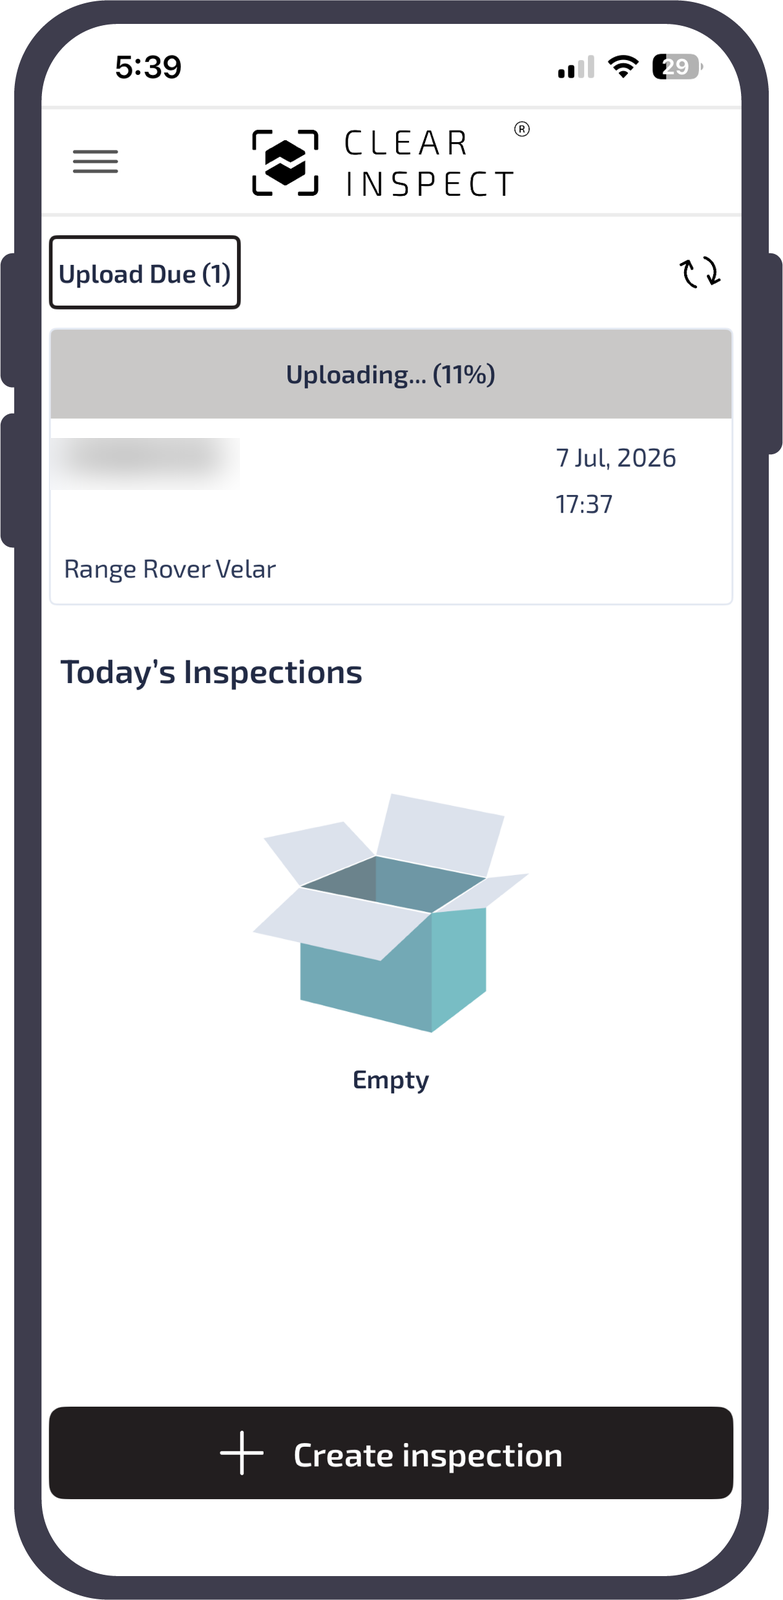 5:39
29
CLEAR ®
INSPECT
Upload Due (1)
Uploading... (11%)
7 Jul, 2026
17:37
Range Rover Velar
Today’s Inspections
Empty
Create inspection